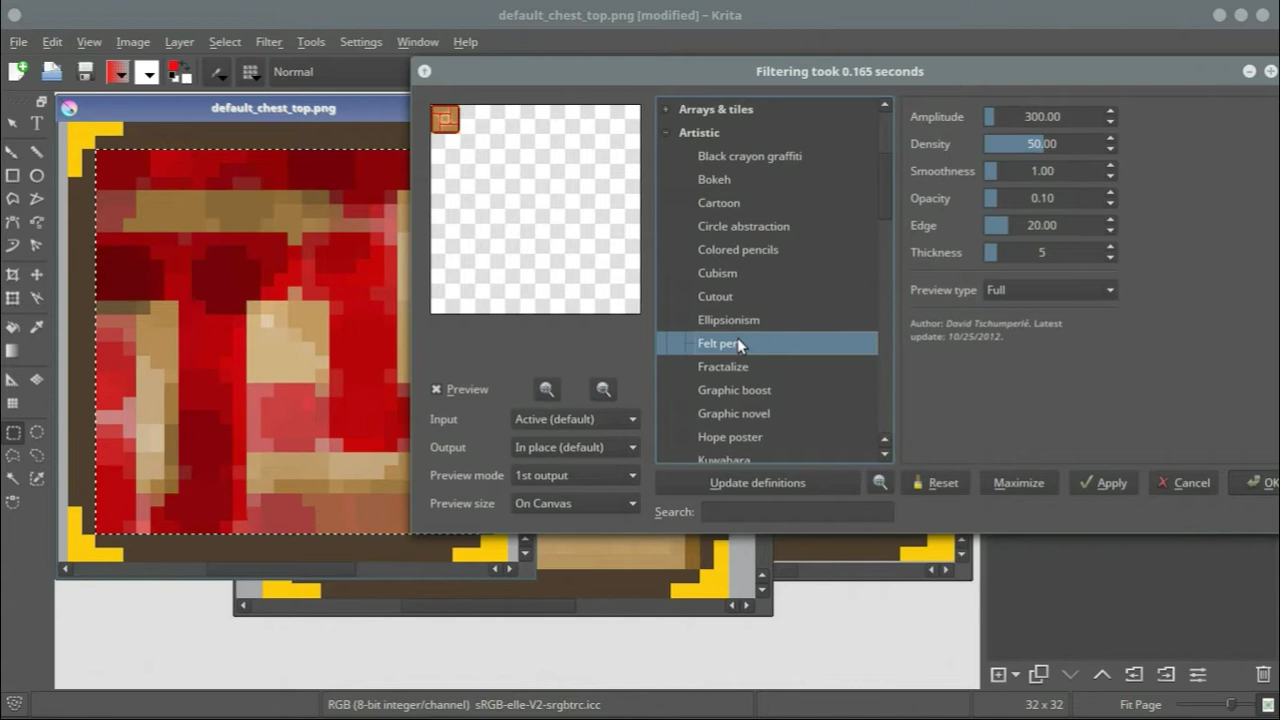 default_chest_top.png [modified] – Krita
File Edit View Image Layer Select Filter Tools Settings Window Help
Normal
Filtering took 0.165 seconds
default_chest_top.png
Arrays & tiles
Artistic
Black crayon graffiti
Bokeh
Cartoon
Circle abstraction
Colored pencils
Cubism
Cutout
Ellipsionism
Felt pen
Fractalize
Graphic boost
Graphic novel
Hope poster
Kuwahara
Amplitude 300.00
Density 50.00
Smoothness 1.00
Opacity 0.10
Edge 20.00
Thickness 5
Preview type Full
Author: David Tschumperlé. Latest
update: 10/25/2012.
Preview
Input Active (default)
Output In place (default)
Preview mode 1st output
Preview size On Canvas
Update definitions
Search:
Reset Maximize Apply Cancel OK
RGB (8-bit integer/channel) sRGB-elle-V2-srgbtrc.icc
32 x 32 Fit Page